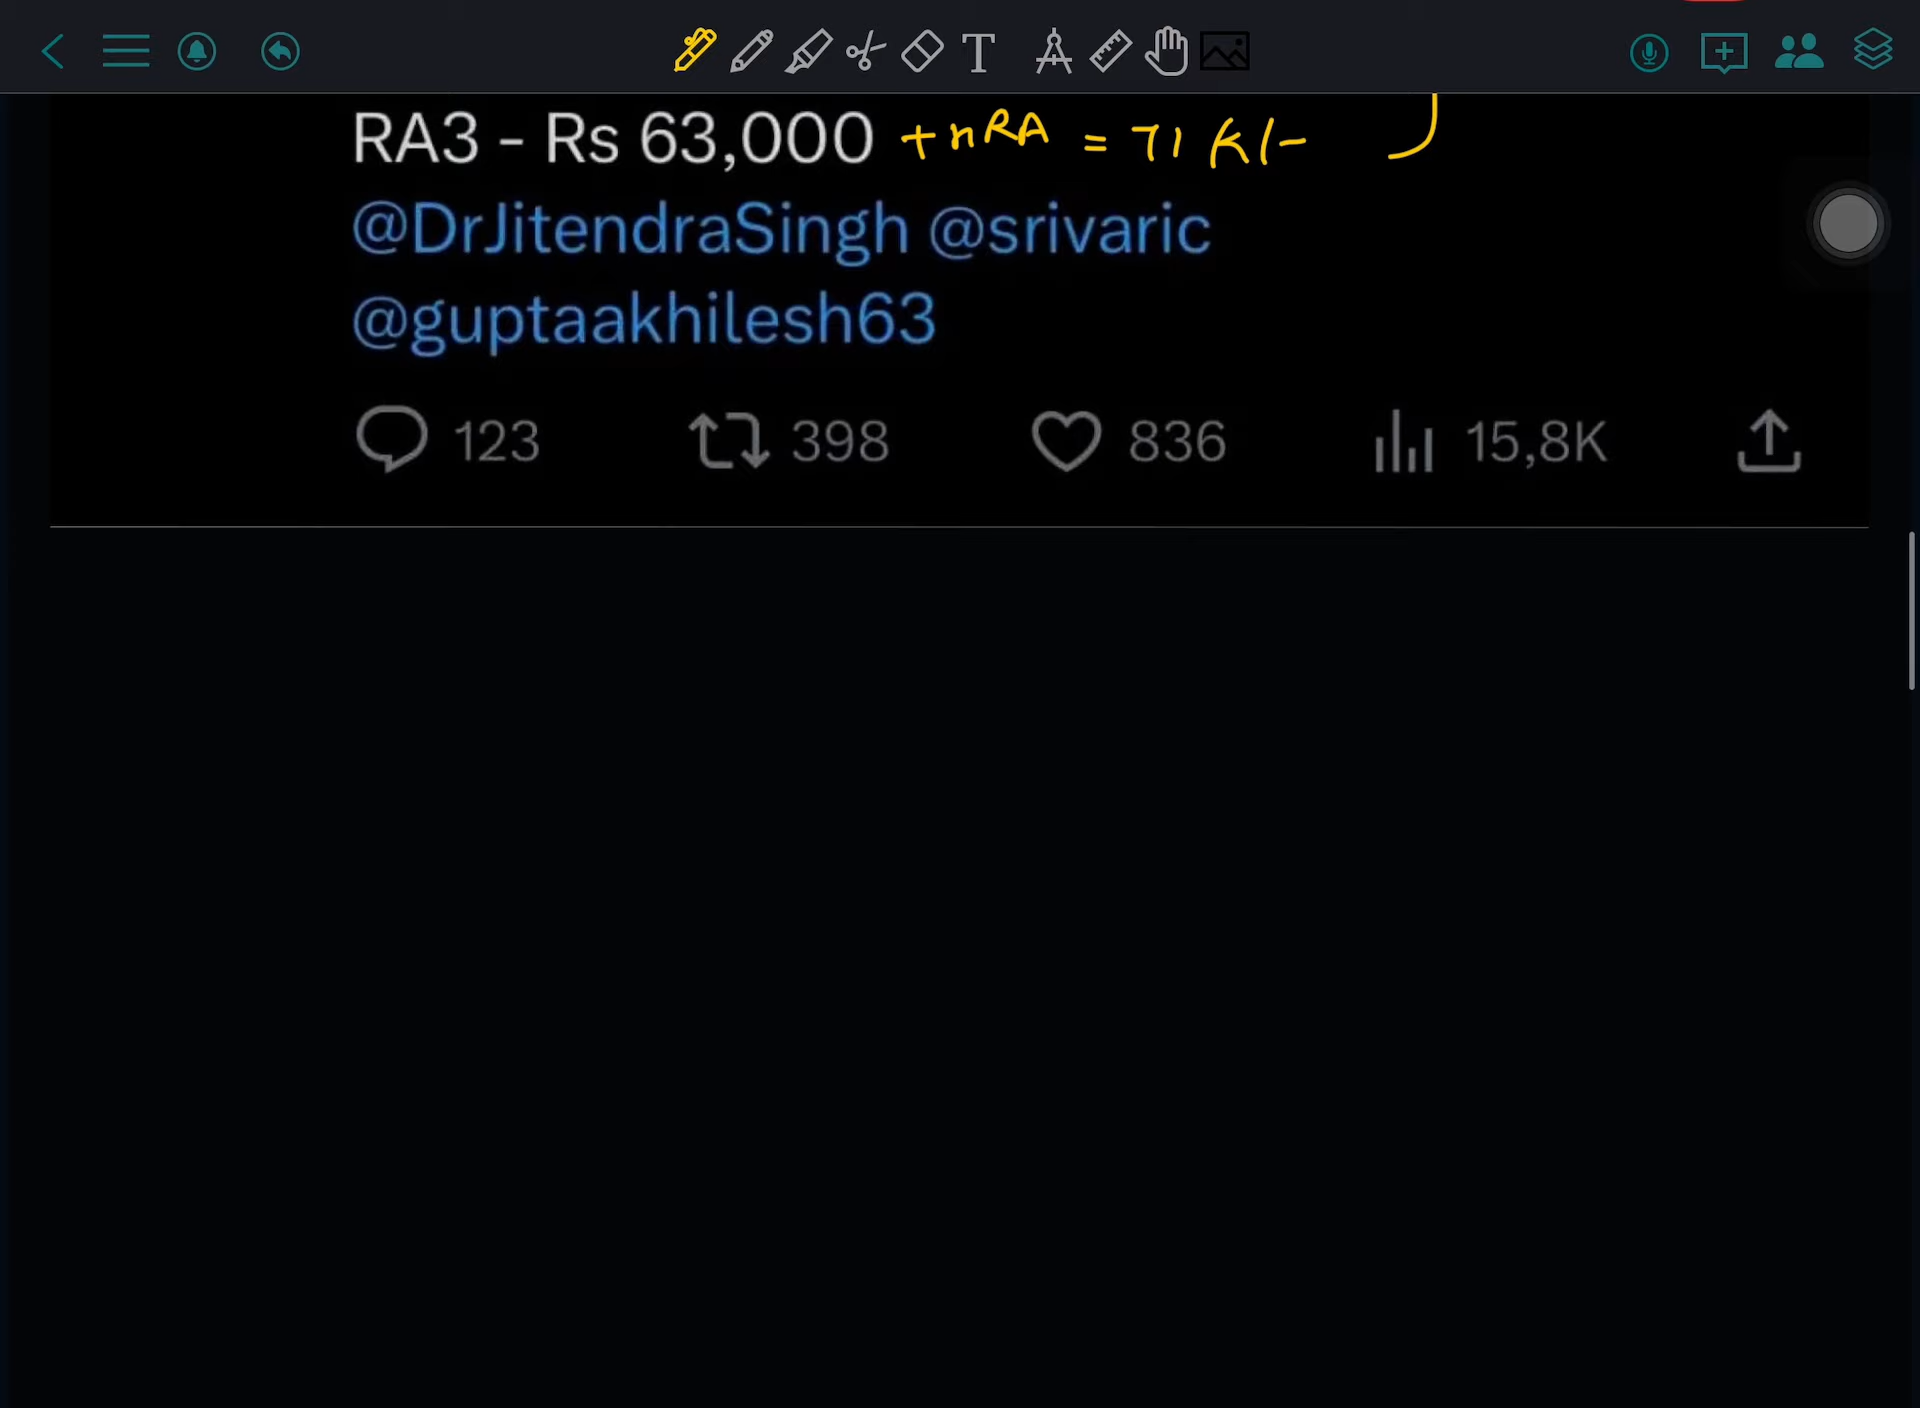 T
RA3 - Rs 63,000 + HRA = 71 K/-
@DrJitendraSingh @srivaric
@guptaakhilesh63
123 398 836 15,8K